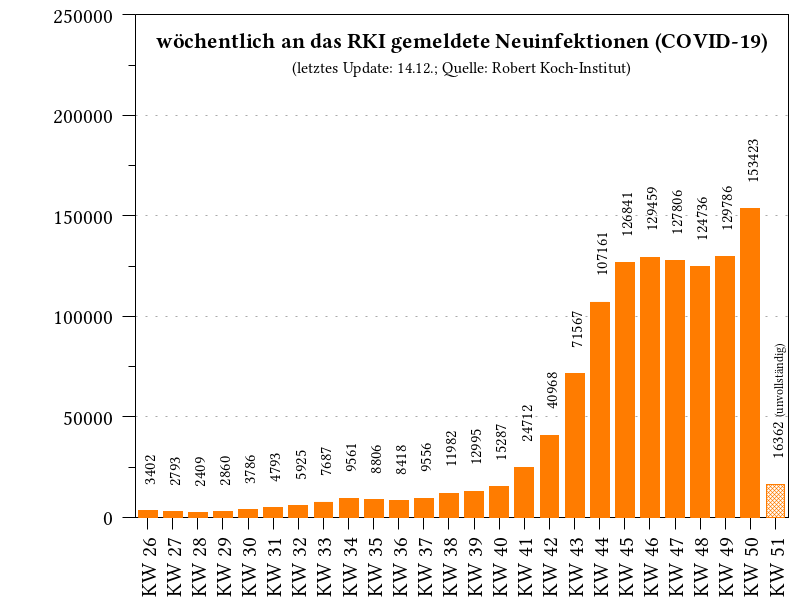 wöchentlich an das RKI gemeldete Neuinfektionen (COVID-19)
(letztes Update: 14.12.; Quelle: Robert Koch-Institut)
250000
200000
150000
100000
50000
0
3402
2793
2409
2860
3786
4793
5925
7687
9561
8806
8418
9556
11982
12995
15287
24712
40968
71567
107161
126841
129459
127806
124736
129786
153423
16362 (unvollständig)
KW 26
KW 27
KW 28
KW 29
KW 30
KW 31
KW 32
KW 33
KW 34
KW 35
KW 36
KW 37
KW 38
KW 39
KW 40
KW 41
KW 42
KW 43
KW 44
KW 45
KW 46
KW 47
KW 48
KW 49
KW 50
KW 51